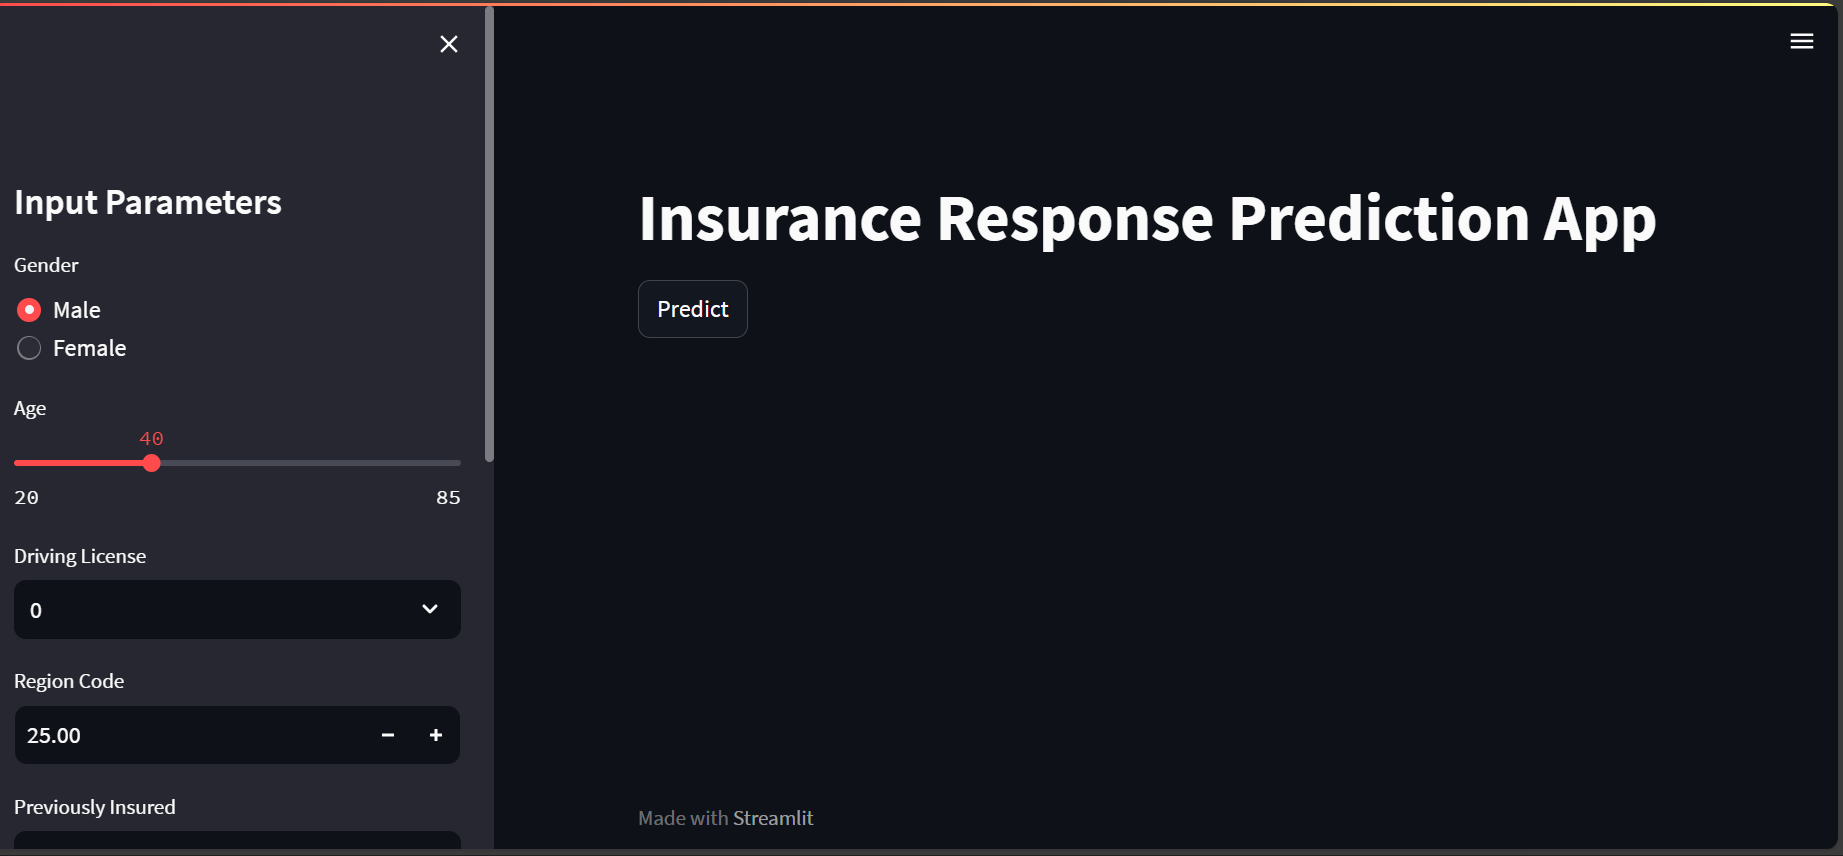 Input Parameters
Gender
Male
Female
Age
40
20 85
Driving License
0
Region Code
25.00
Previously Insured
Insurance Response Prediction App
Predict
Made with Streamlit